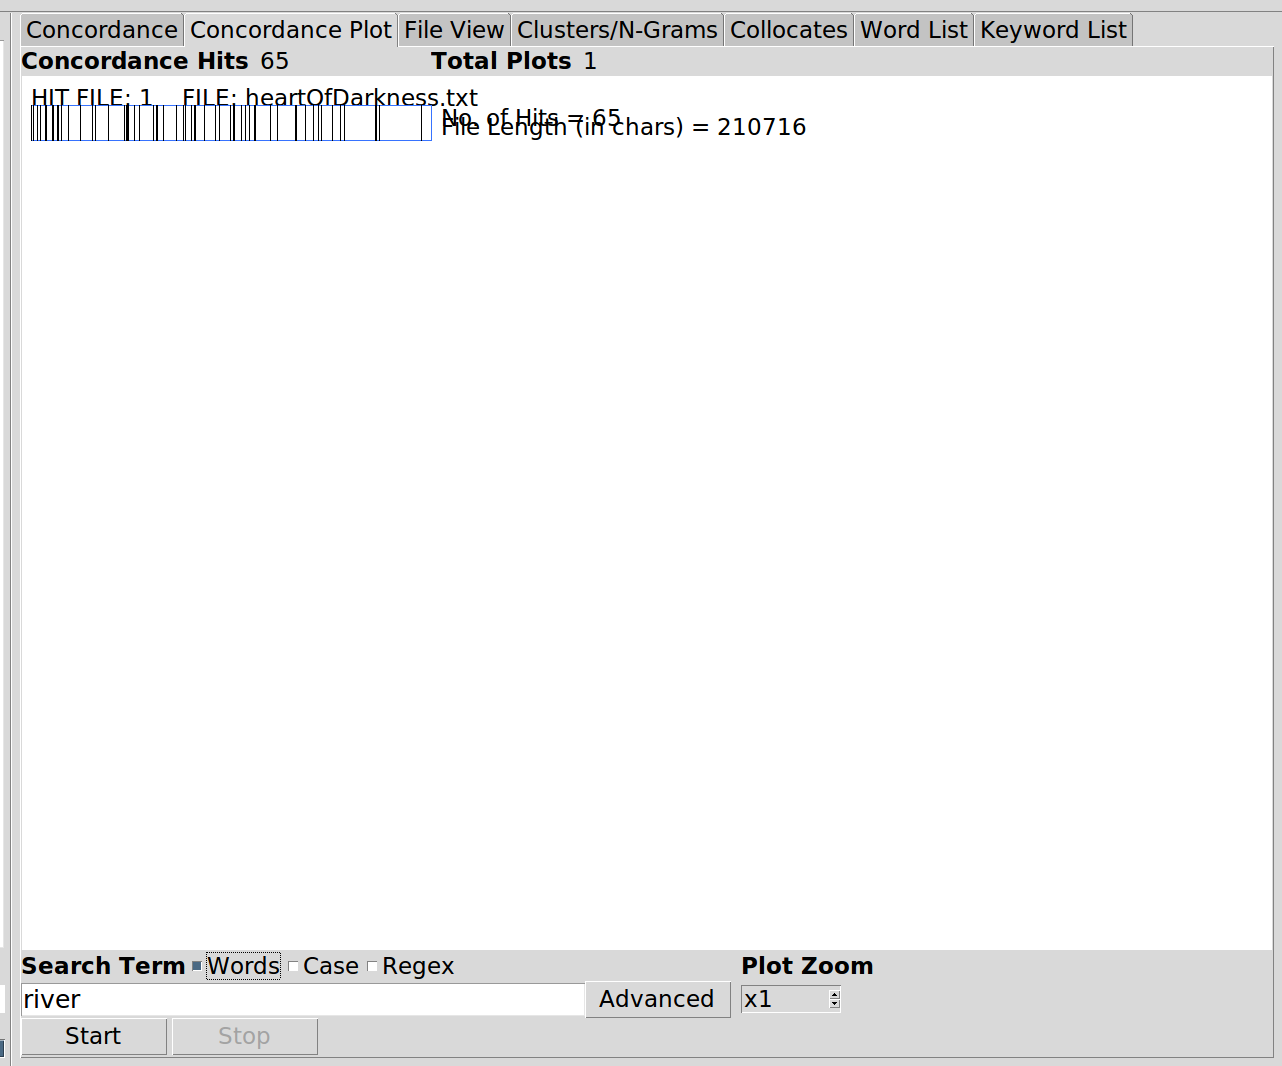 Concordance Concordance Plot File View Clusters/N-Grams Collocates Word List Keyword List
Concordance Hits 65 Total Plots 1
HIT FILE: 1 FILE: heartOfDarkness.txt
No. of Hits = 65
File Length (in chars) = 210716
Search Term Words Case Regex Plot Zoom
river Advanced x1
Start Stop